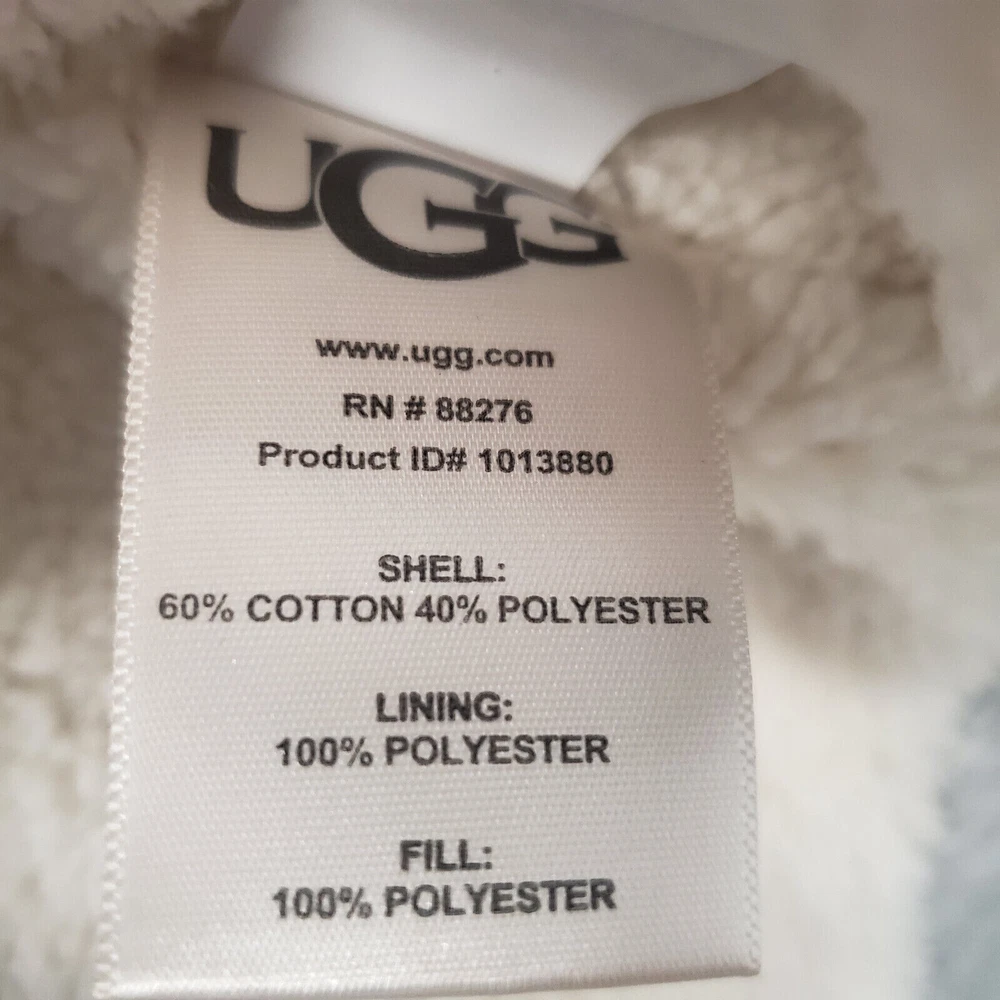 UGG
www.ugg.com
RN # 88276
Product ID# 1013880
SHELL:
60% COTTON 40% POLYESTER
LINING:
100% POLYESTER
FILL:
100% POLYESTER